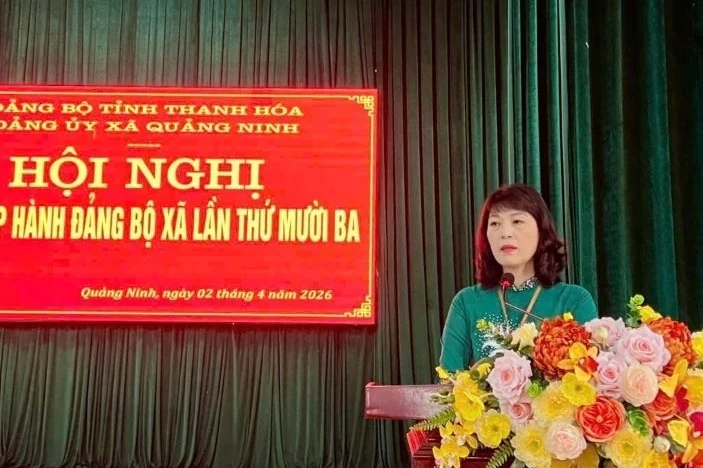 ĐẢNG BỘ TỈNH THANH HÓA
ĐẢNG ỦY XÃ QUẢNG NINH
HỘI NGHỊ
P HÀNH ĐẢNG BỘ XÃ LẦN THỨ MƯỜI BA
Quảng Ninh, ngày 02 tháng 4 năm 2026